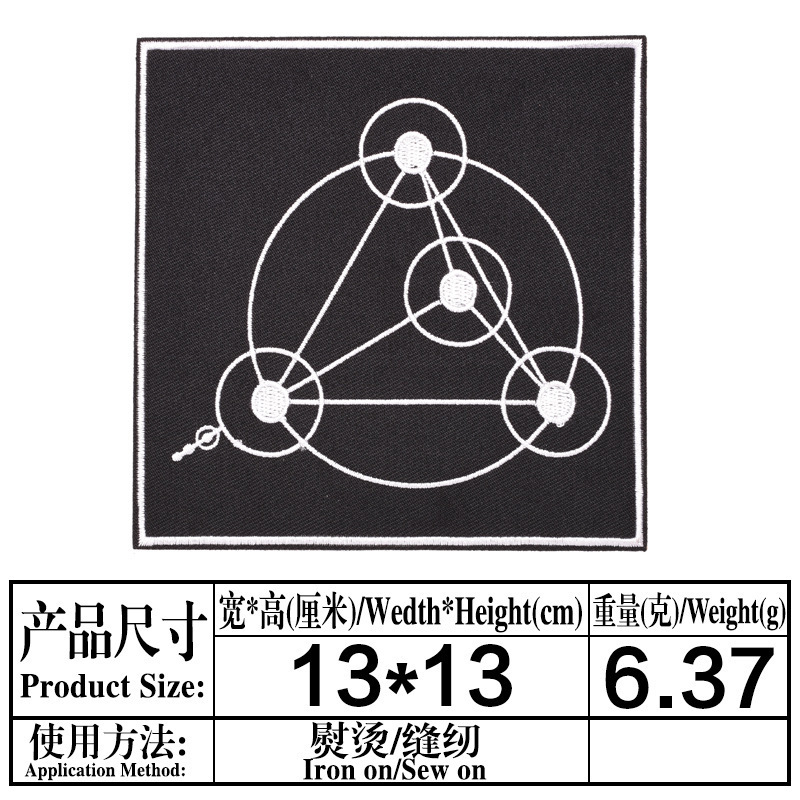 产品尺寸
Product Size:
宽*高(厘米)/Wedth*Height(cm)
13*13
重量(克)/Weight(g)
6.37
使用方法:
Application Method:
熨烫/缝纫
Iron on/Sew on